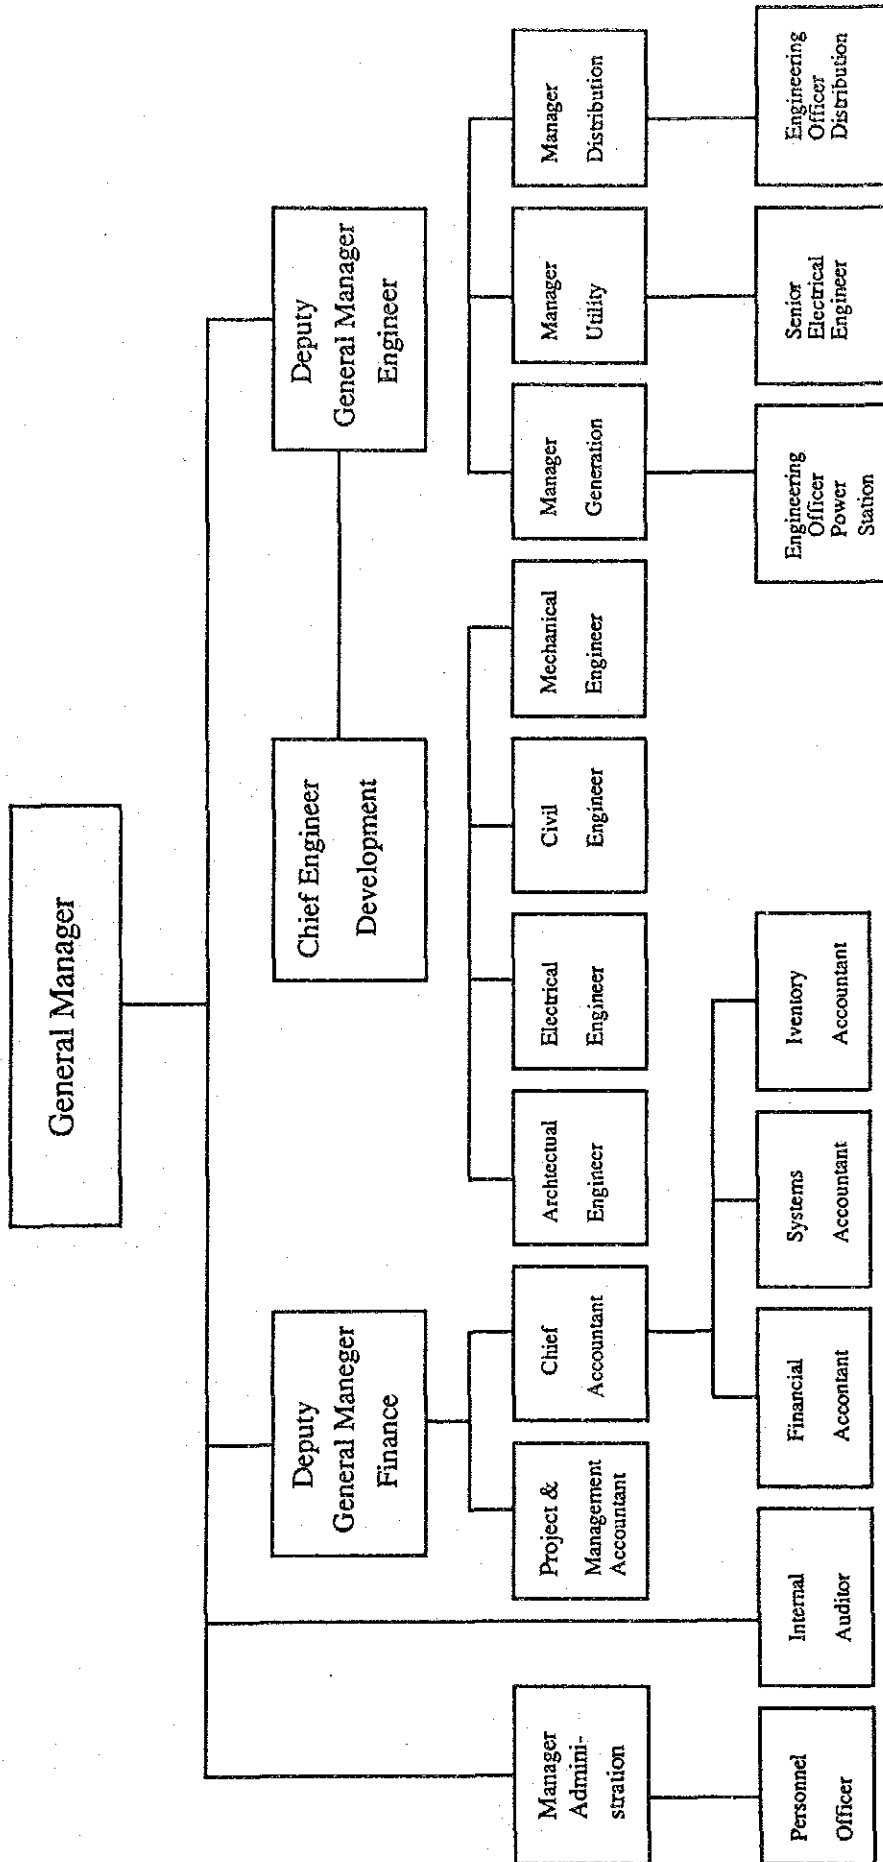 General Manager
Deputy
General Maneger
Finance
Chief Engineer
Development
Deputy
General Manager
Engineer
Manager
Admini-
stration
Project &
Management
Accountant
Chief
Accountant
Archtectual
Engineer
Electrical
Engineer
Civil
Engineer
Mechanical
Engineer
Manager
Generation
Manager
Utility
Manager
Distribution
Personnel
Officer
Internal
Auditor
Financial
Accontant
Systems
Accountant
Iventory
Accountant
Engineering
Officer
Power
Station
Senior
Electrical
Engineer
Engineering
Officer
Distribution